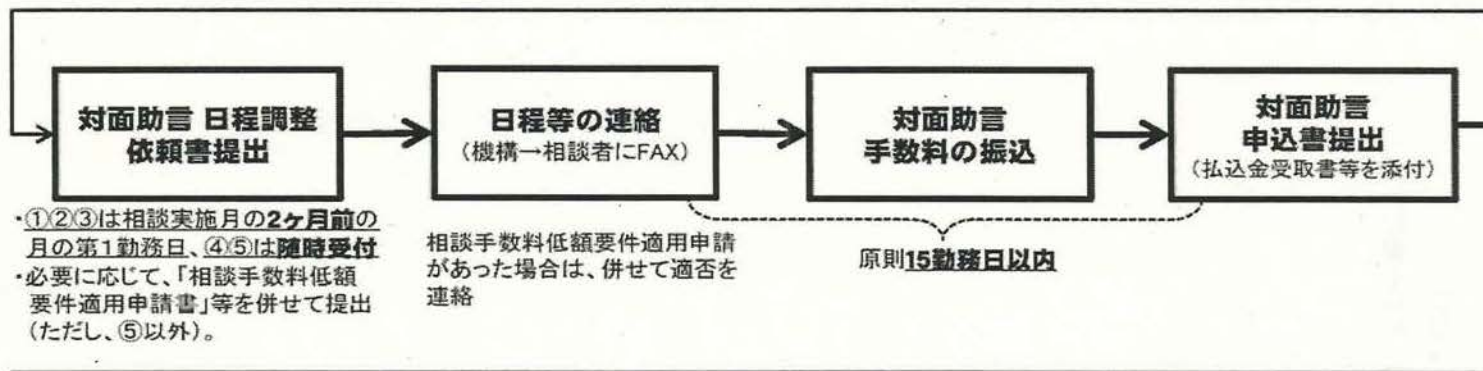 対面助言 日程調整
依頼書提出
日程等の連絡
(機構→相談者にFAX)
対面助言
手数料の振込
対面助言
申込書提出
(払込金受取書等を添付)
・①②③は相談実施月の2ヶ月前の
月の第1勤務日、④⑤は随時受付
・必要に応じて、「相談手数料低額
要件適用申請書」等を併せて提出
(ただし、⑤以外)。
相談手数料低額要件適用申請
があった場合は、併せて適否を
連絡
原則15勤務日以内